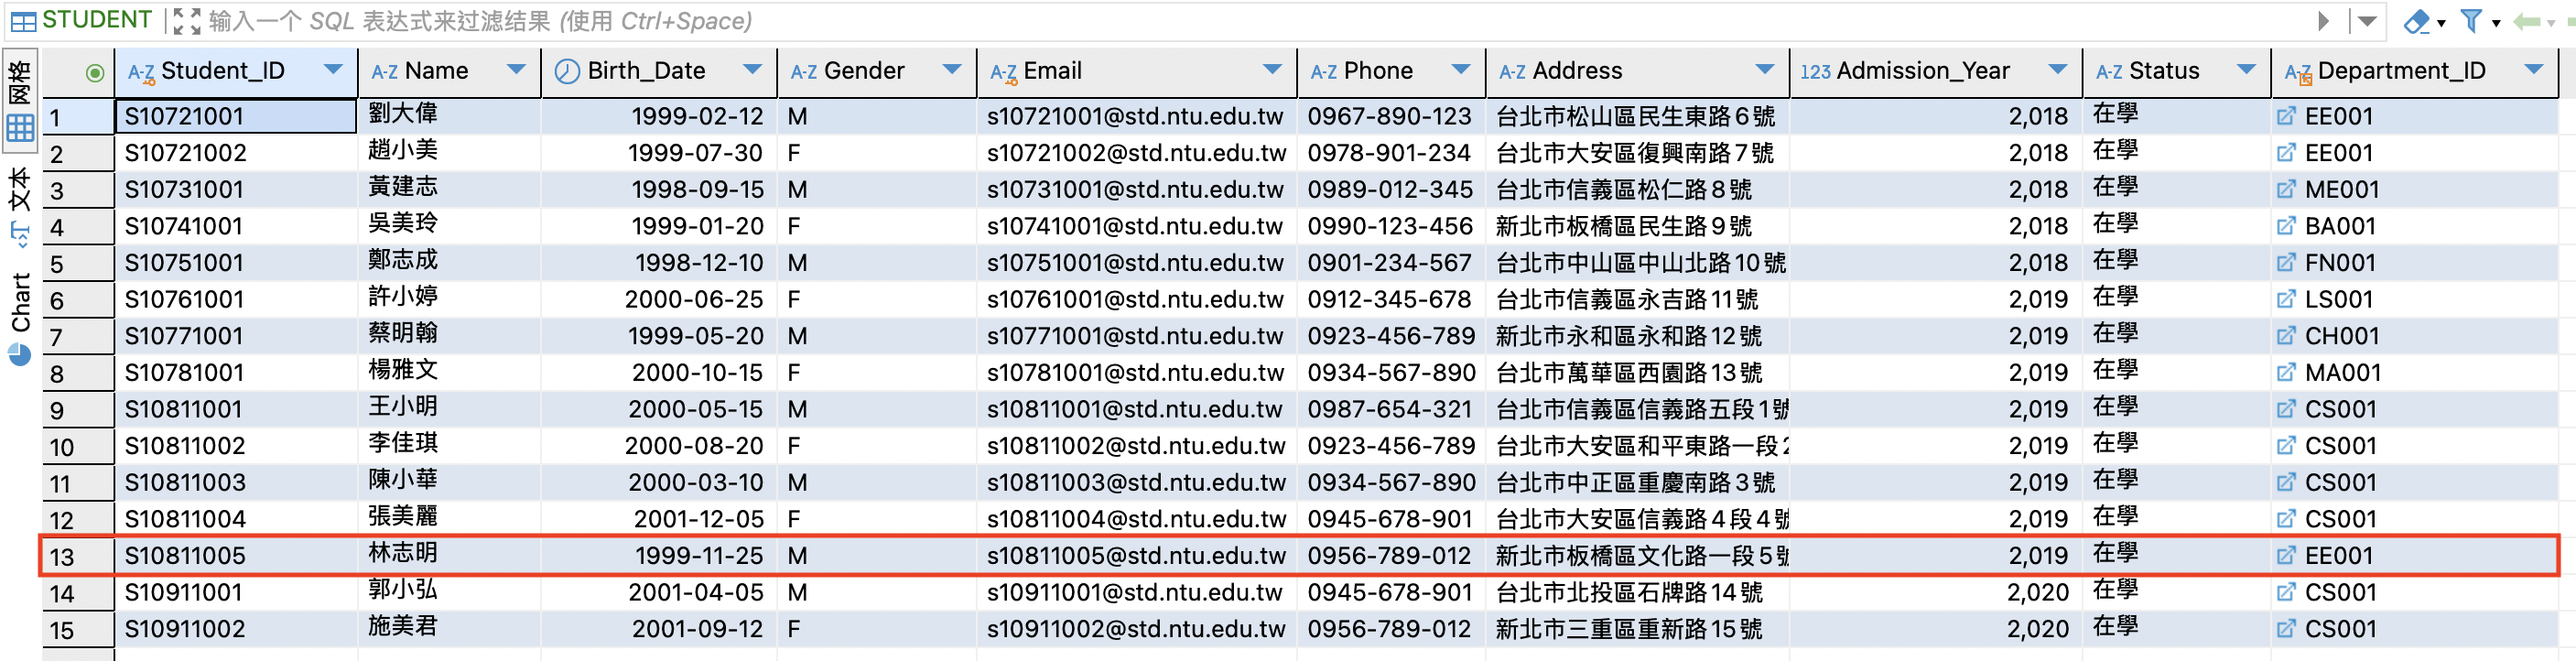 STUDENT 输入一个 SQL 表达式来过滤结果 (使用 Ctrl+Space)
网格
文本
Chart
A-Z Student_ID A-Z Name Birth_Date A-Z Gender A-Z Email A-Z Phone A-Z Address 123 Admission_Year A-Z Status A-Z Department_ID
1 S10721001 劉大偉 1999-02-12 M s10721001@std.ntu.edu.tw 0967-890-123 台北市松山區民生東路6號 2,018 在學 EE001
2 S10721002 趙小美 1999-07-30 F s10721002@std.ntu.edu.tw 0978-901-234 台北市大安區復興南路7號 2,018 在學 EE001
3 S10731001 黃建志 1998-09-15 M s10731001@std.ntu.edu.tw 0989-012-345 台北市信義區松仁路8號 2,018 在學 ME001
4 S10741001 吳美玲 1999-01-20 F s10741001@std.ntu.edu.tw 0990-123-456 新北市板橋區民生路9號 2,018 在學 BA001
5 S10751001 鄭志成 1998-12-10 M s10751001@std.ntu.edu.tw 0901-234-567 台北市中山區中山北路10號 2,018 在學 FN001
6 S10761001 許小婷 2000-06-25 F s10761001@std.ntu.edu.tw 0912-345-678 台北市信義區永吉路11號 2,019 在學 LS001
7 S10771001 蔡明翰 1999-05-20 M s10771001@std.ntu.edu.tw 0923-456-789 新北市永和區永和路12號 2,019 在學 CH001
8 S10781001 楊雅文 2000-10-15 F s10781001@std.ntu.edu.tw 0934-567-890 台北市萬華區西園路13號 2,019 在學 MA001
9 S10811001 王小明 2000-05-15 M s10811001@std.ntu.edu.tw 0987-654-321 台北市信義區信義路五段1號 2,019 在學 CS001
10 S10811002 李佳琪 2000-08-20 F s10811002@std.ntu.edu.tw 0923-456-789 台北市大安區和平東路一段2 2,019 在學 CS001
11 S10811003 陳小華 2000-03-10 M s10811003@std.ntu.edu.tw 0934-567-890 台北市中正區重慶南路3號 2,019 在學 CS001
12 S10811004 張美麗 2001-12-05 F s10811004@std.ntu.edu.tw 0945-678-901 台北市大安區信義路4段4號 2,019 在學 CS001
13 S10811005 林志明 1999-11-25 M s10811005@std.ntu.edu.tw 0956-789-012 新北市板橋區文化路一段5號 2,019 在學 EE001
14 S10911001 郭小弘 2001-04-05 M s10911001@std.ntu.edu.tw 0945-678-901 台北市北投區石牌路14號 2,020 在學 CS001
15 S10911002 施美君 2001-09-12 F s10911002@std.ntu.edu.tw 0956-789-012 新北市三重區重新路15號 2,020 在學 CS001